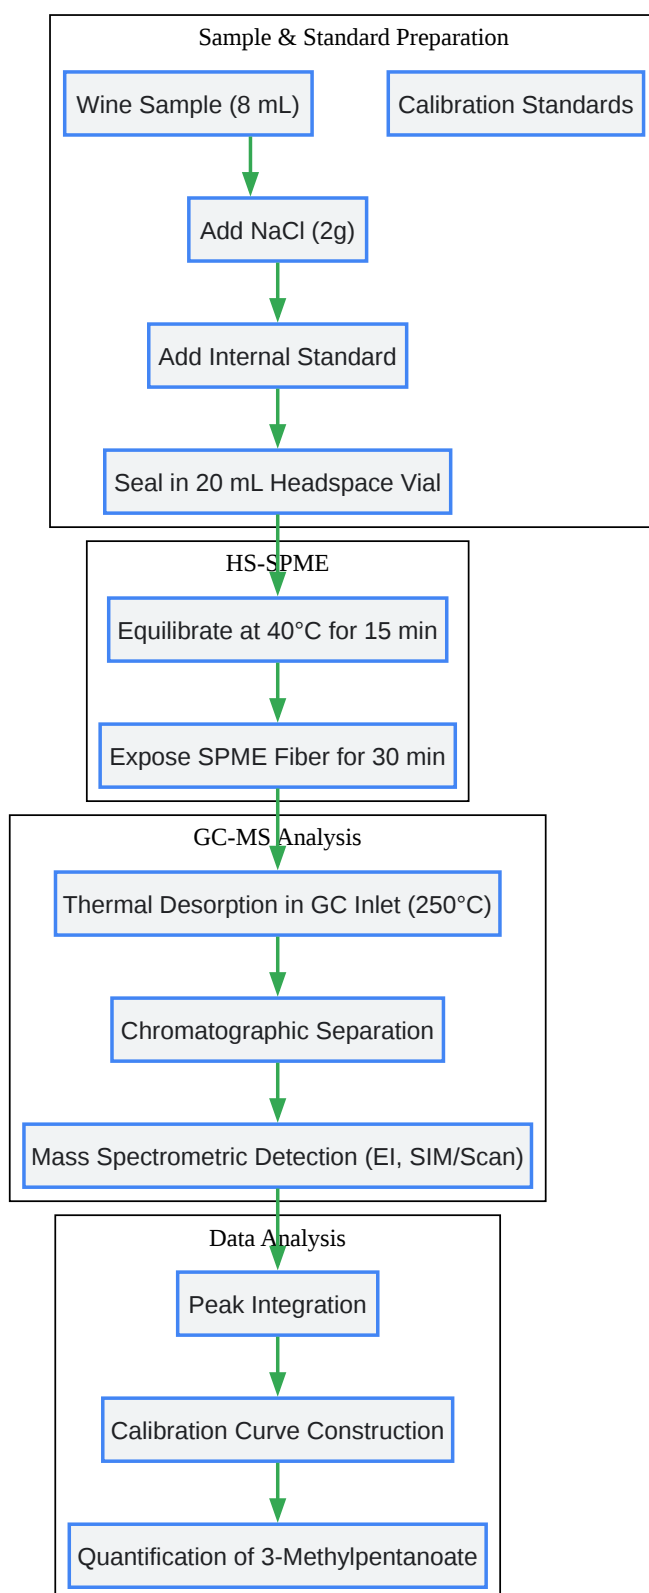 Sample & Standard Preparation
Wine Sample (8 mL)
Calibration Standards
Add NaCl (2g)
Add Internal Standard
Seal in 20 mL Headspace Vial
HS-SPME
Equilibrate at 40°C for 15 min
Expose SPME Fiber for 30 min
GC-MS Analysis
Thermal Desorption in GC Inlet (250°C)
Chromatographic Separation
Mass Spectrometric Detection (EI, SIM/Scan)
Data Analysis
Peak Integration
Calibration Curve Construction
Quantification of 3-Methylpentanoate